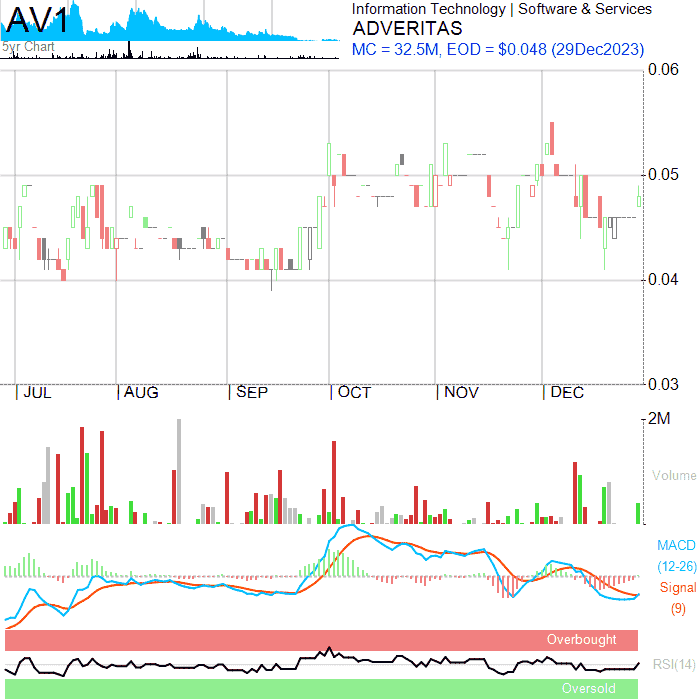 AV1
5yr Chart
Information Technology | Software & Services
ADVERITAS
MC = 32.5M, EOD = $0.048 (29Dec2023)
0.06
0.05
0.04
0.03
|JUL |AUG |SEP |OCT |NOV |DEC
2M
Volume
MACD
(12-26)
Signal
(9)
Overbought
RSI(14)
Oversold